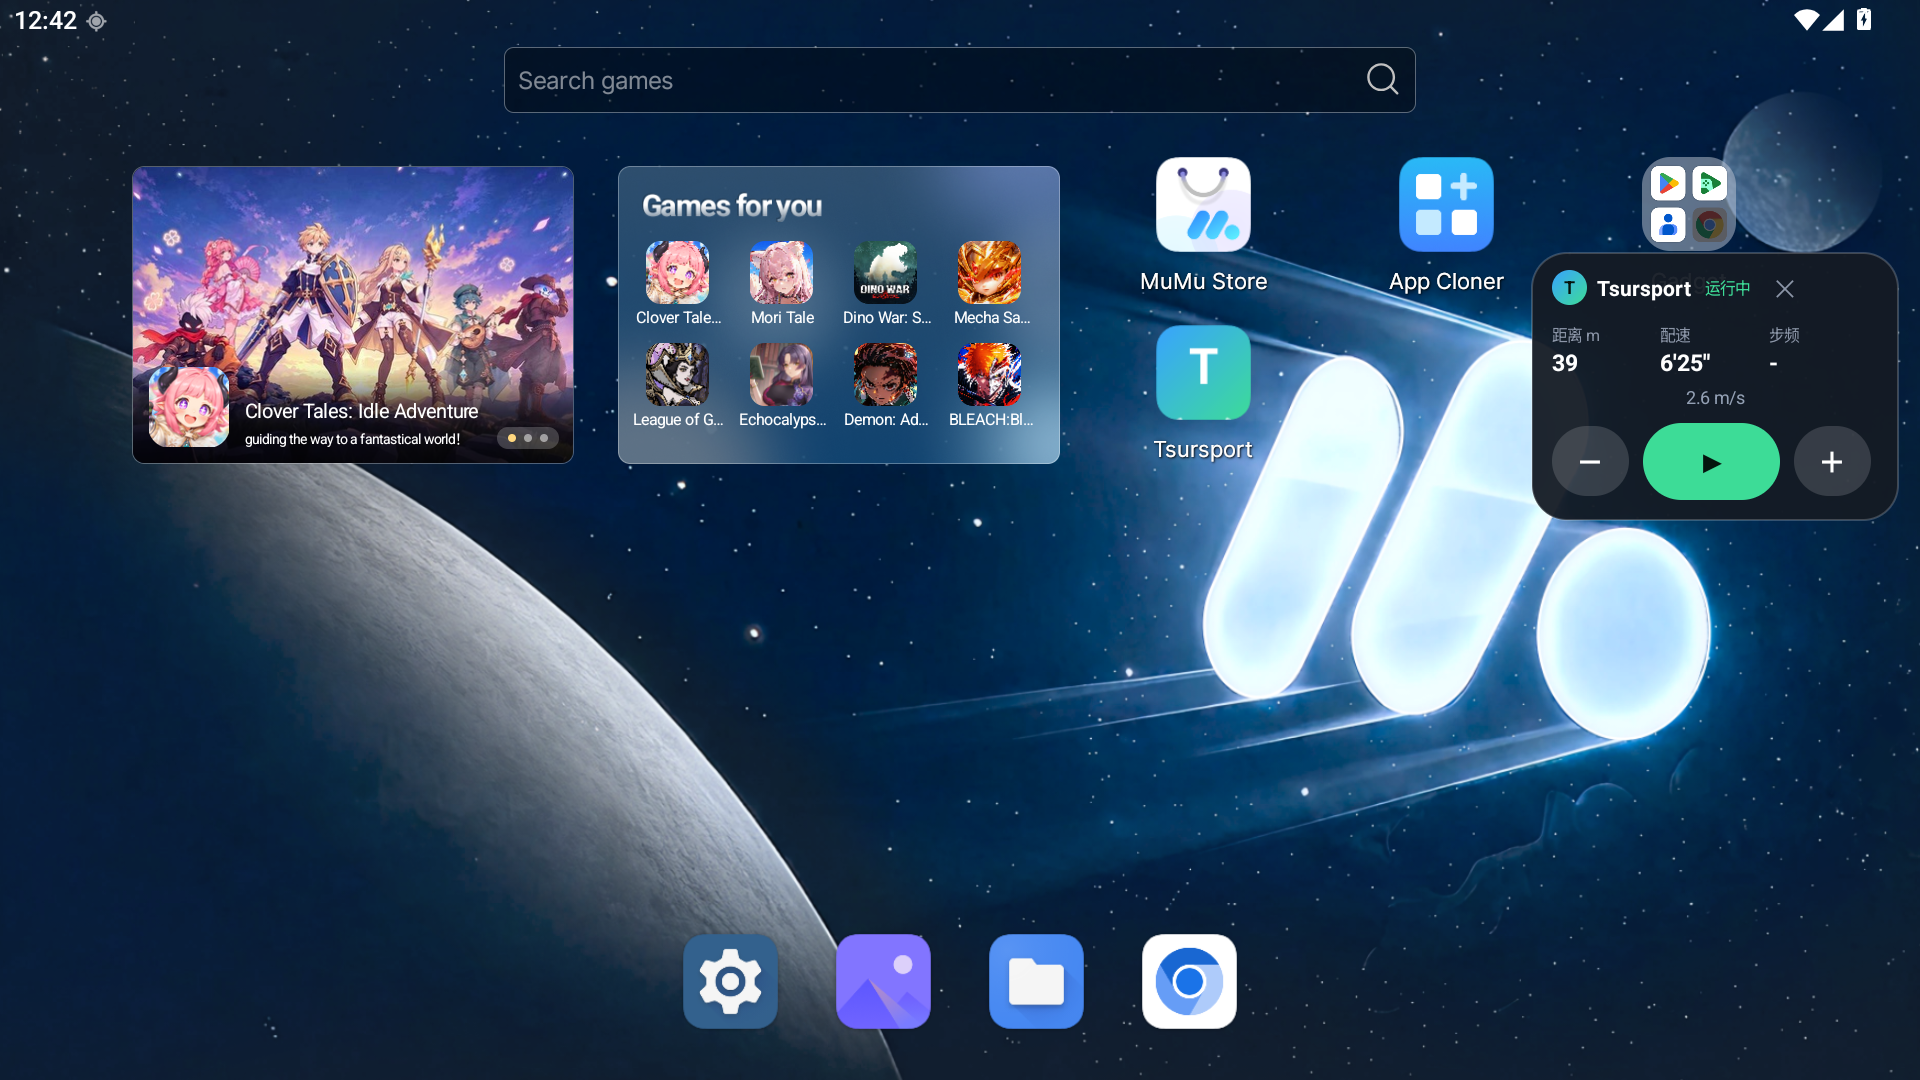 12:42
Search games
Clover Tales: Idle Adventure
guiding the way to a fantastical world!
Games for you
Clover Tale...
Mori Tale
Dino War: S...
Mecha Sa...
DINO WAR
League of G...
Echocalyps...
Demon: Ad...
BLEACH:Bl...
MuMu Store
App Cloner
T
Tsursport
T
Tsursport
运行中
距离 m
配速
步频
39
6'25"
-
2.6 m/s